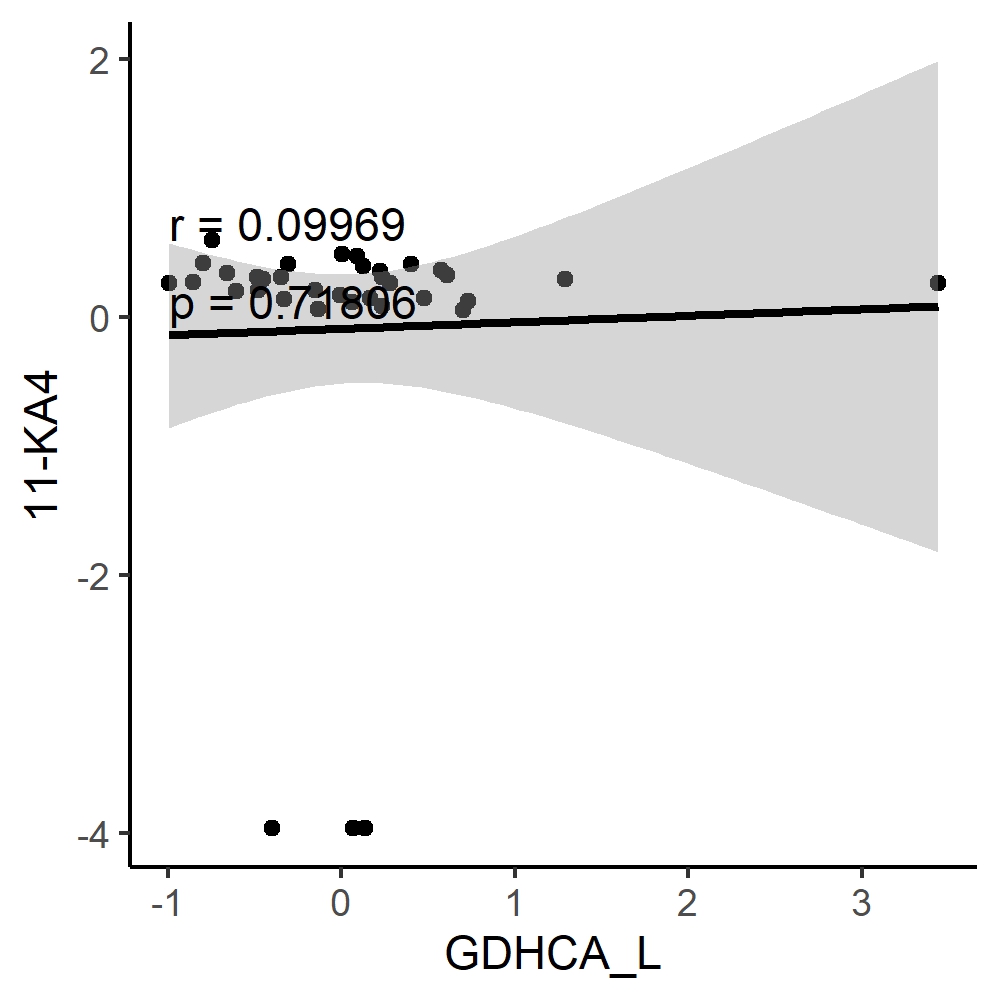 2
r = 0.09969
p = 0.71806
0
11-KA4
-2
-4
-1 0 1 2 3
GDHCA_L